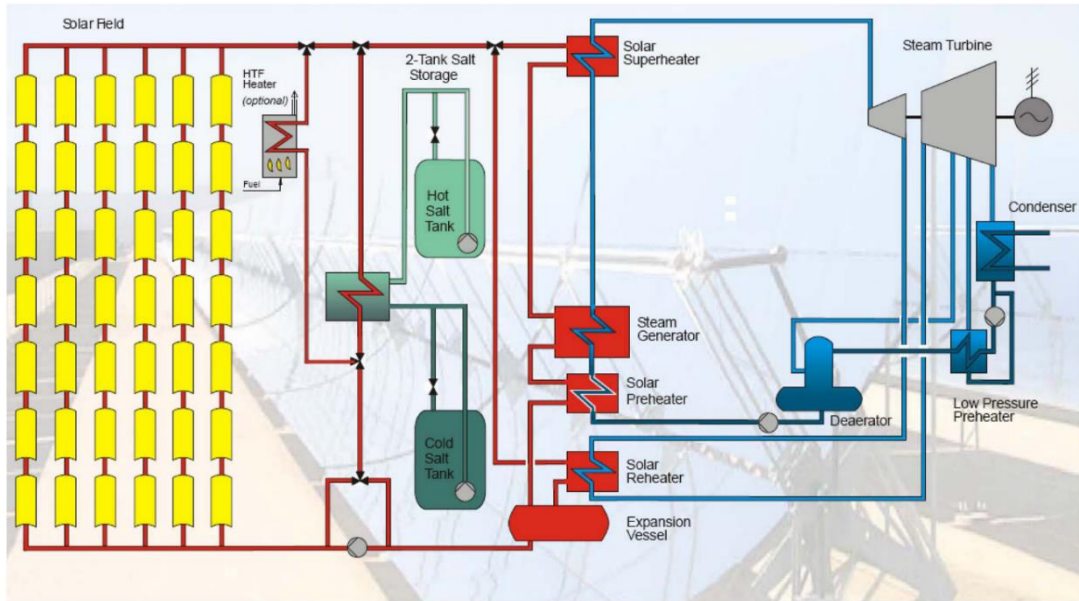 Solar Field
HTF
Heater
(optional)
Fuel
2-Tank Salt
Storage
Hot
Salt
Tank
Cold
Salt
Tank
Solar
Superheater
Steam
Generator
Solar
Preheater
Solar
Reheater
Expansion
Vessel
Steam Turbine
Condenser
Deaerator
Low Pressure
Preheater